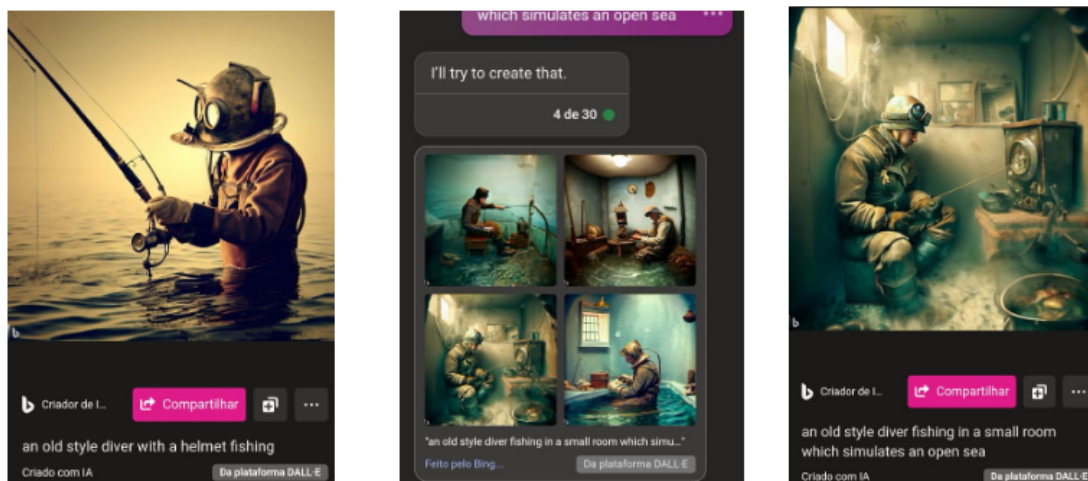 Criador de I...
Compartilhar
an old style diver with a helmet fishing
Criado com IA
Da plataforma DALL·E
which simulates an open sea
I'll try to create that.
4 de 30
"an old style diver fishing in a small room which simu..."
Feito pelo Bing...
Da plataforma DALL·E
Criador de I...
Compartilhar
an old style diver fishing in a small room
which simulates an open sea
Criado com IA
Da plataforma DALL·E